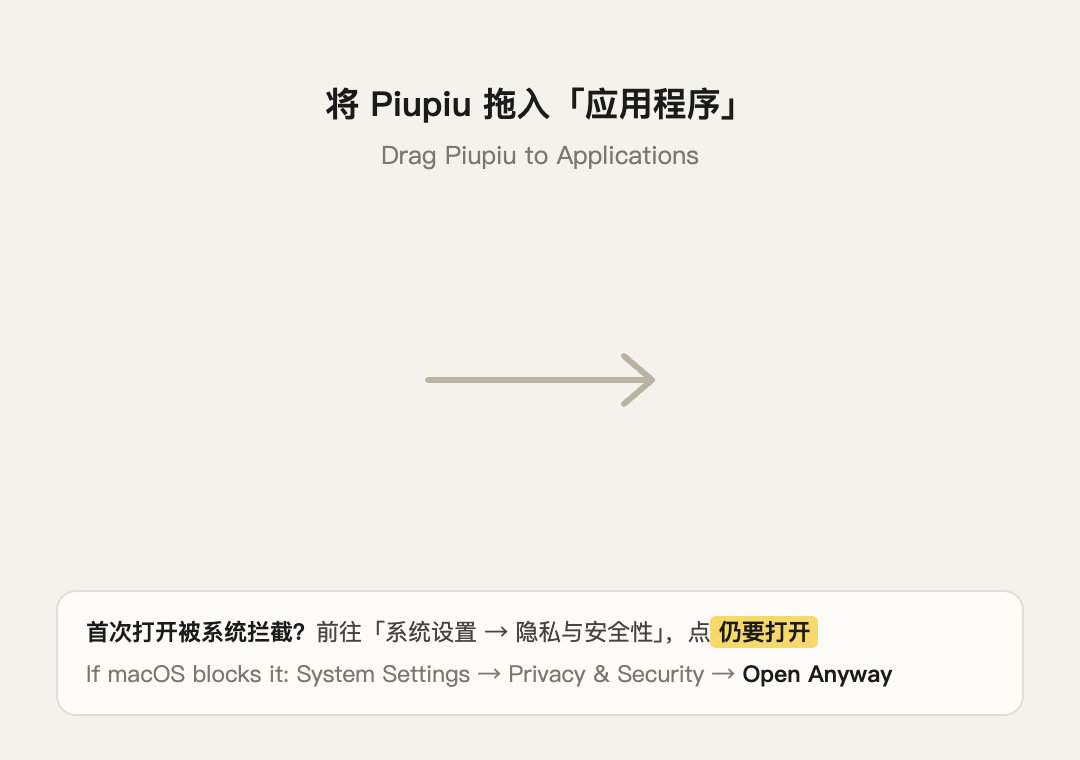 将 Piupiu 拖入「应用程序」
Drag Piupiu to Applications
首次打开被系统拦截？前往「系统设置 → 隐私与安全性」，点 仍要打开
If macOS blocks it: System Settings → Privacy & Security → Open Anyway